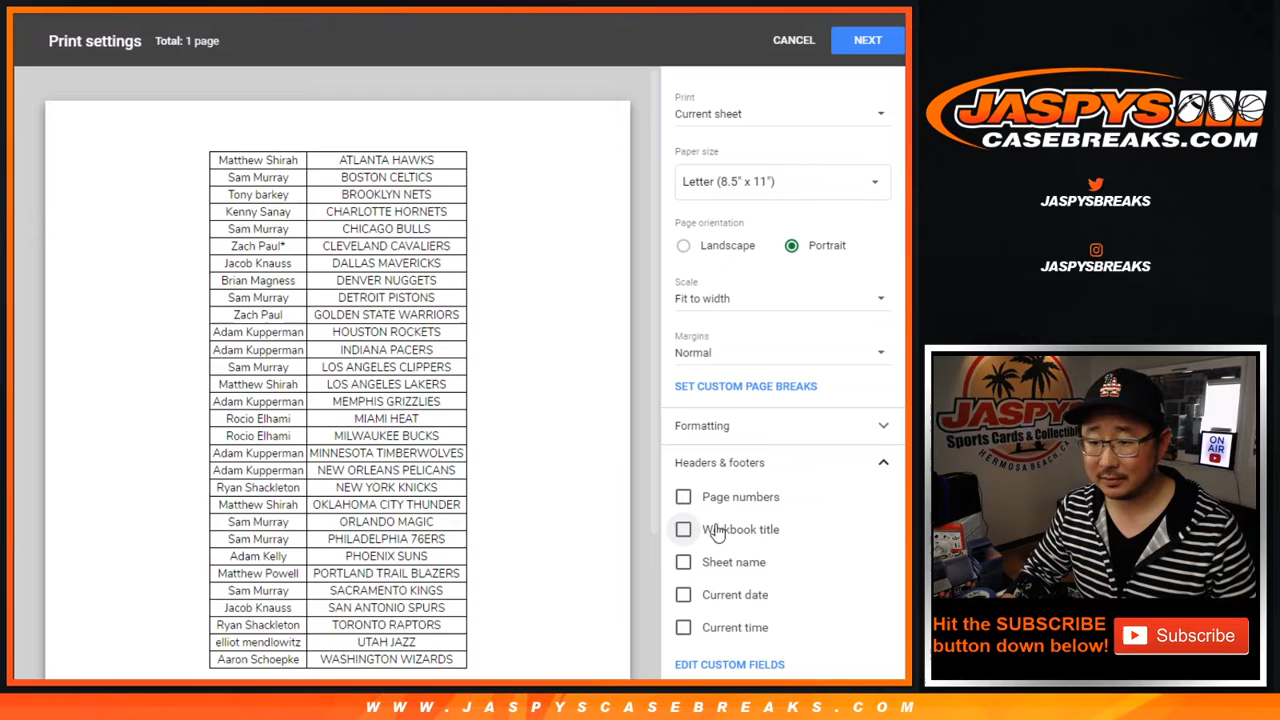 Print settings Total: 1 page CANCEL NEXT
Matthew Shirah ATLANTA HAWKS
Sam Murray BOSTON CELTICS
Tony barkey BROOKLYN NETS
Kenny Sanay CHARLOTTE HORNETS
Sam Murray CHICAGO BULLS
Zach Paul* CLEVELAND CAVALIERS
Jacob Knauss DALLAS MAVERICKS
Brian Magness DENVER NUGGETS
Sam Murray DETROIT PISTONS
Zach Paul GOLDEN STATE WARRIORS
Adam Kupperman HOUSTON ROCKETS
Adam Kupperman INDIANA PACERS
Sam Murray LOS ANGELES CLIPPERS
Matthew Shirah LOS ANGELES LAKERS
Adam Kupperman MEMPHIS GRIZZLIES
Rocio Elhami MIAMI HEAT
Rocio Elhami MILWAUKEE BUCKS
Adam Kupperman MINNESOTA TIMBERWOLVES
Adam Kupperman NEW ORLEANS PELICANS
Ryan Shackleton NEW YORK KNICKS
Matthew Shirah OKLAHOMA CITY THUNDER
Sam Murray ORLANDO MAGIC
Sam Murray PHILADELPHIA 76ERS
Adam Kelly PHOENIX SUNS
Matthew Powell PORTLAND TRAIL BLAZERS
Sam Murray SACRAMENTO KINGS
Jacob Knauss SAN ANTONIO SPURS
Ryan Shackleton TORONTO RAPTORS
elliot mendlowitz UTAH JAZZ
Aaron Schoepke WASHINGTON WIZARDS
Print
Current sheet
Paper size
Letter (8.5" x 11")
Page orientation
Landscape Portrait
Scale
Fit to width
Margins
Normal
SET CUSTOM PAGE BREAKS
Formatting
Headers & footers
Page numbers
Workbook title
Sheet name
Current date
Current time
EDIT CUSTOM FIELDS
JASPYS
CASEBREAKS.COM
JASPYSBREAKS
JASPYSBREAKS
JASPYS
Sports Cards & Collectibles
HERMOSA BEACH, CA
ON
AIR
Hit the SUBSCRIBE
button down below!
Subscribe
WWW.JASPYSCASEBREAKS.COM